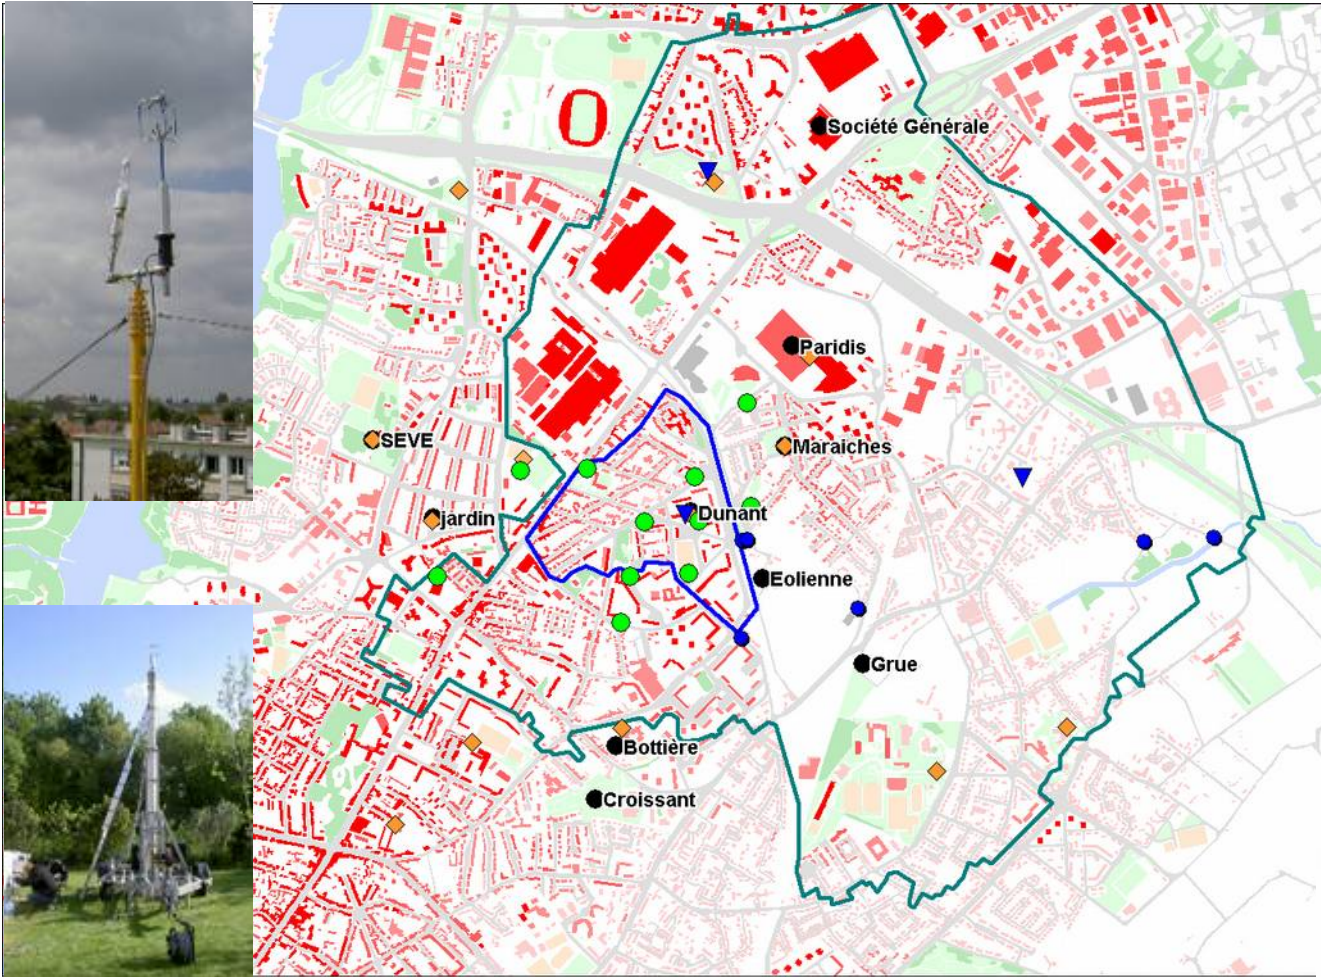 Société Générale
Paridis
SEVE
Maraiches
jardin
Dunant
Eolienne
Grue
Bottière
Croissant